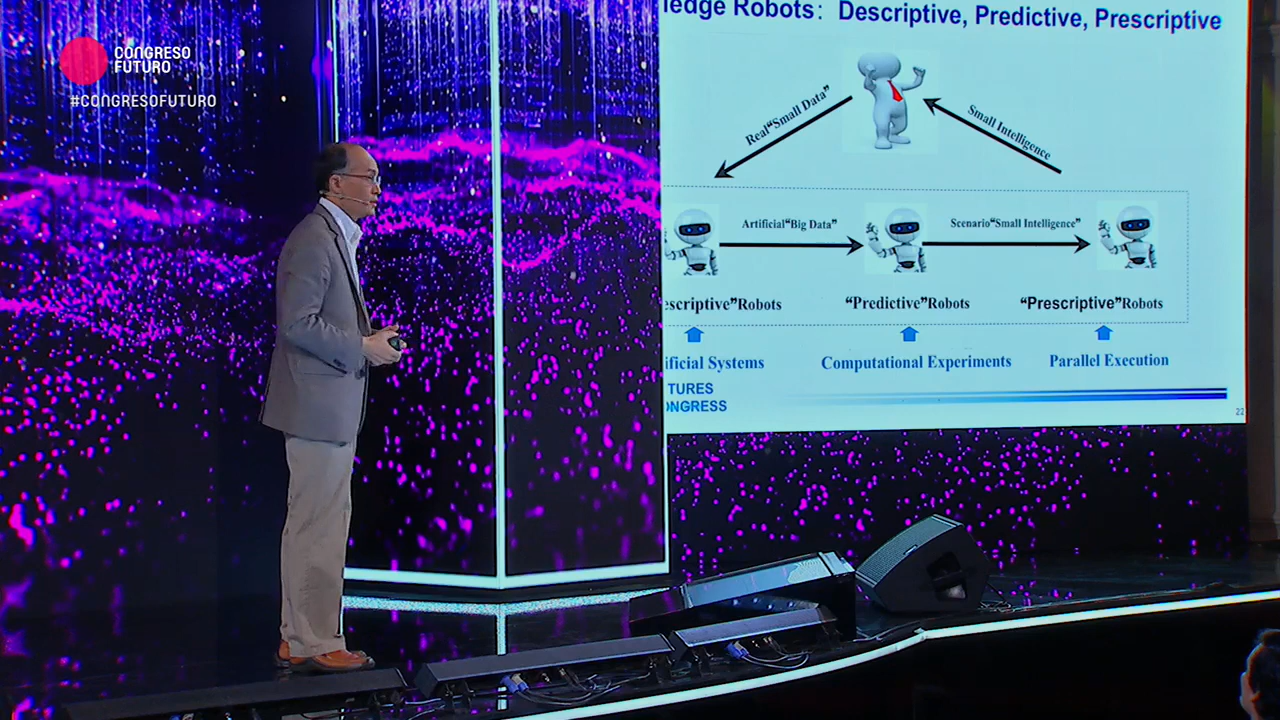 CONGRESO
FUTURO
#CONGRESOFUTURO
ledge Robots: Descriptive, Predictive, Prescriptive
Real“Small Data”
Small Intelligence
Artificial“Big Data”
Scenario“Small Intelligence”
escriptive”Robots
“Predictive”Robots
“Prescriptive”Robots
ificial Systems
Computational Experiments
Parallel Execution
TURES
ONGRESS
22